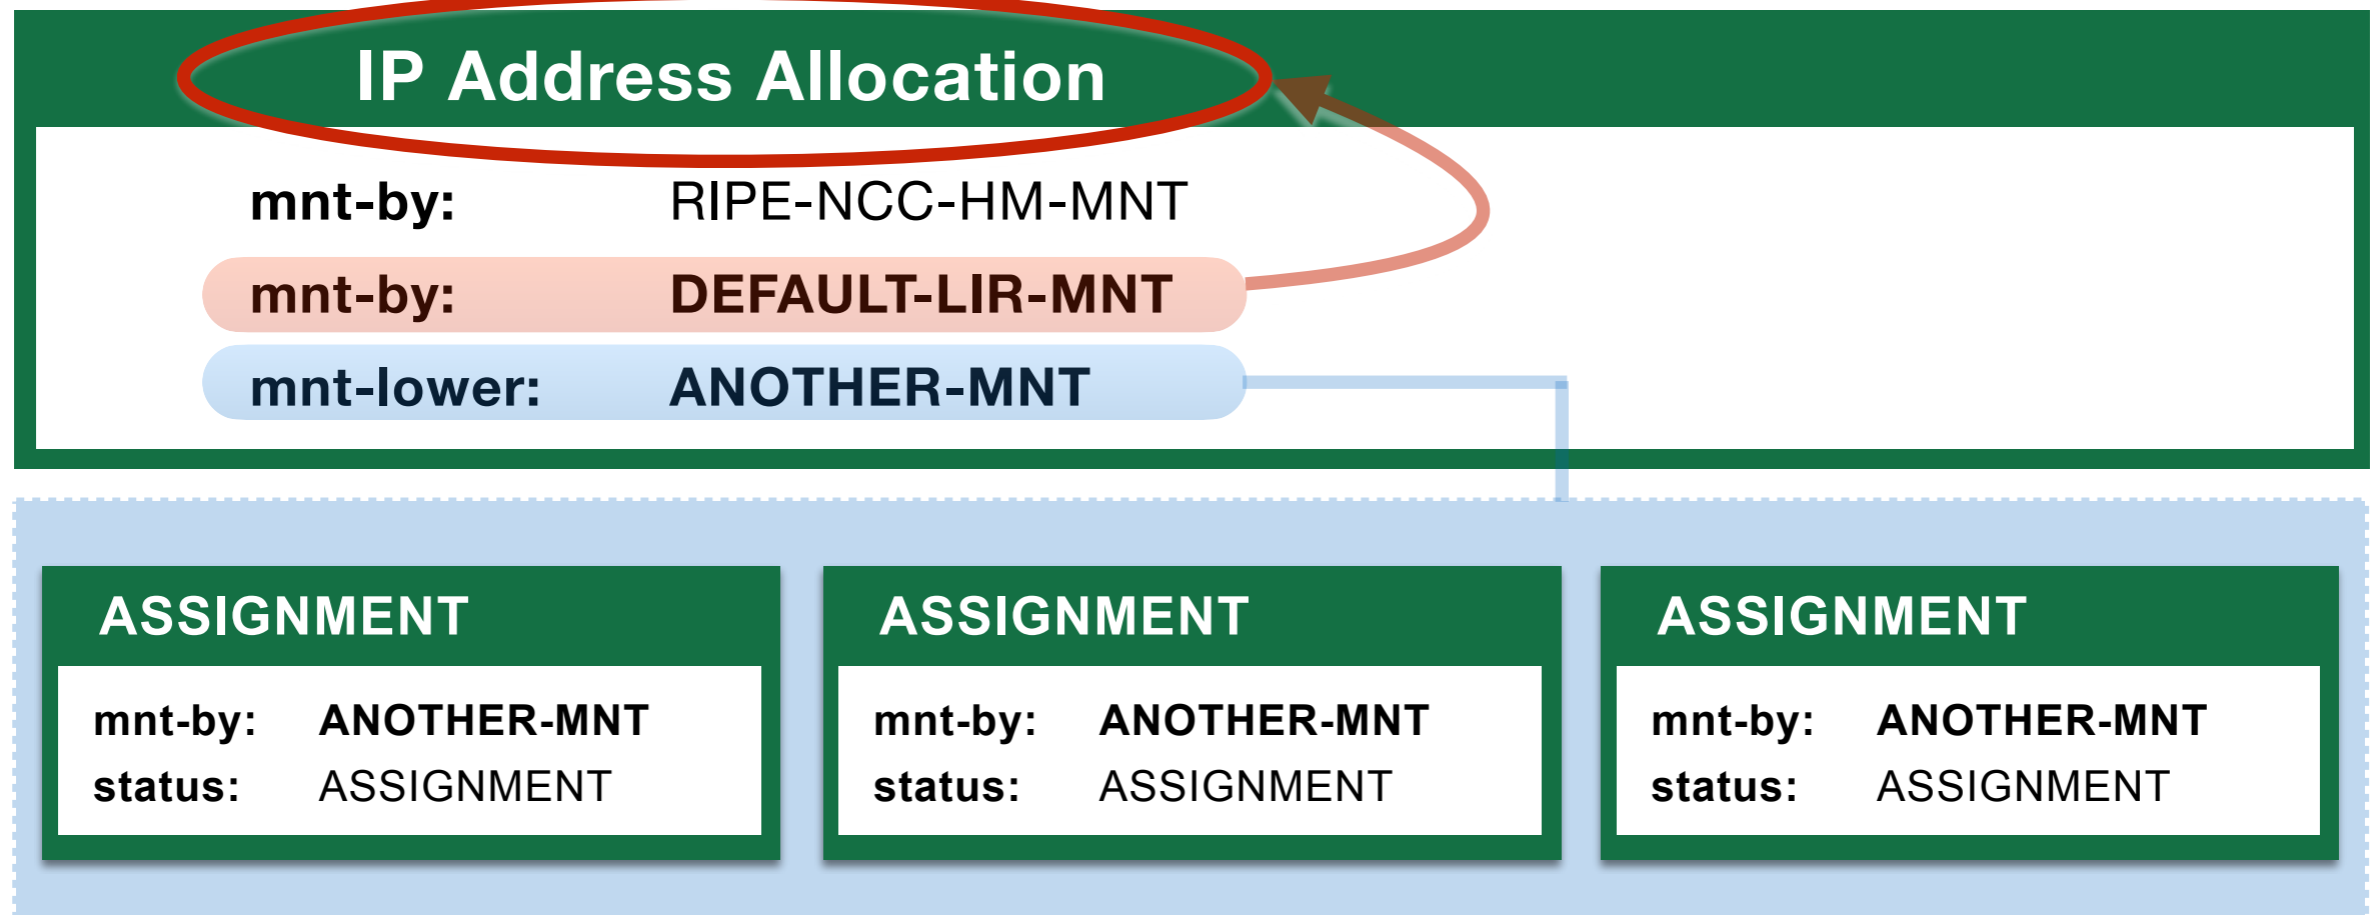 IP Address Allocation
mnt-by: RIPE-NCC-HM-MNT
mnt-by: DEFAULT-LIR-MNT
mnt-lower: ANOTHER-MNT
ASSIGNMENT
mnt-by: ANOTHER-MNT
status: ASSIGNMENT
ASSIGNMENT
mnt-by: ANOTHER-MNT
status: ASSIGNMENT
ASSIGNMENT
mnt-by: ANOTHER-MNT
status: ASSIGNMENT